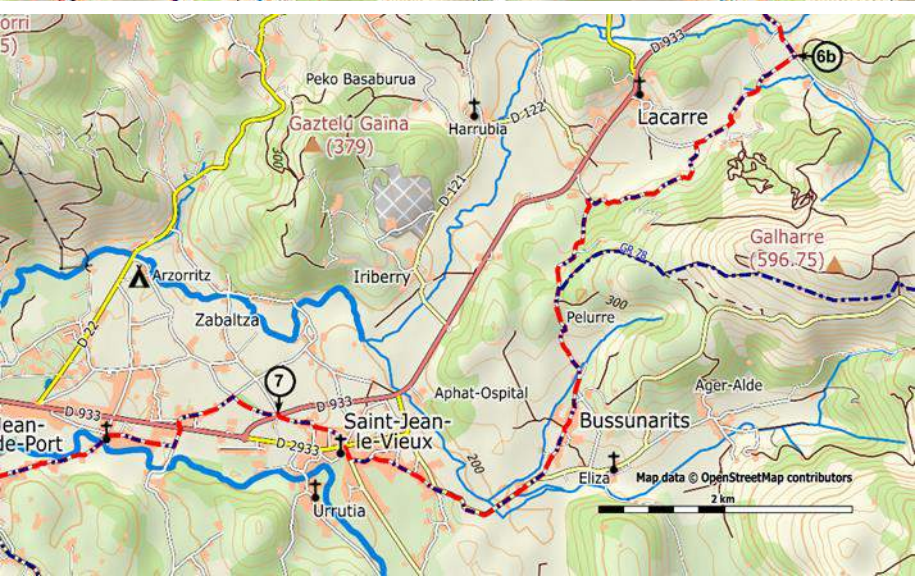 orri
5)
Peko Basaburua
Gaztelu Gaina
(379)
300
Harrubia
D 122
D 933
Lacarre
6b
D 121
Galharre
(596.75)
GR 78
Arzorritz
Iriberry
Zabaltza
300
Pelurre
D 22
7
D 933
D 933
Aphat-Ospital
Ager-Alde
Jean-
de-Port
D 2933
Saint-Jean-
le-Vieux
Bussunarits
200
Eliza
Urrutia
Map data © OpenStreetMap contributors
2 km